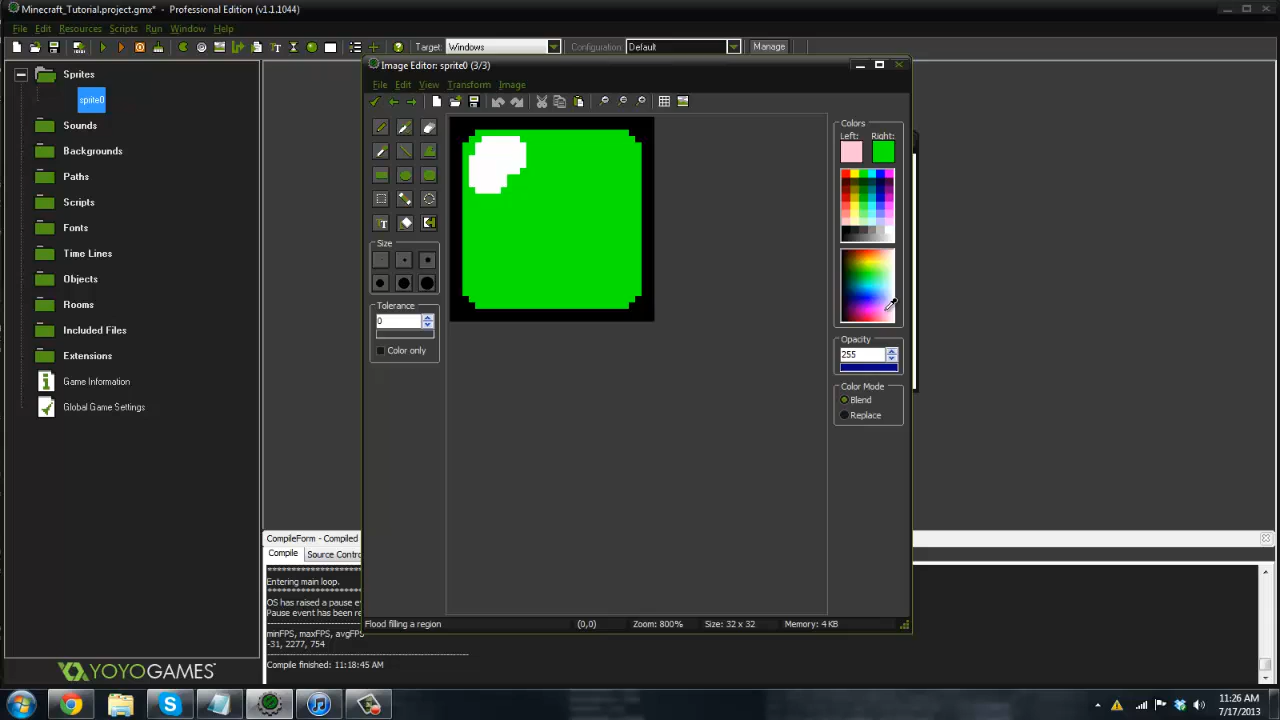 Minecraft_Tutorial.project.gmx* - Professional Edition (v1.1.1044)
File Edit Resources Scripts Run Window Help
Target: Windows Configuration: Default Manage
Sprites
sprite0
Sounds
Backgrounds
Paths
Scripts
Fonts
Time Lines
Objects
Rooms
Included Files
Extensions
Game Information
Global Game Settings
YOYOGAMES™
Image Editor: sprite0 (3/3)
File Edit View Transform Image
Size
Tolerance
0
Color only
Colors
Left: Right:
Opacity
255
Color Mode
Blend
Replace
Flood filling a region (0,0) Zoom: 800% Size: 32 x 32 Memory: 4 KB
CompileForm - Compiled
Compile Source Contro
Entering main loop.
OS has raised a pause e
Pause event has been re
minFPS, maxFPS, avgFPS
-31, 2277, 754
Compile finished: 11:18:45 AM
11:26 AM
7/17/2013